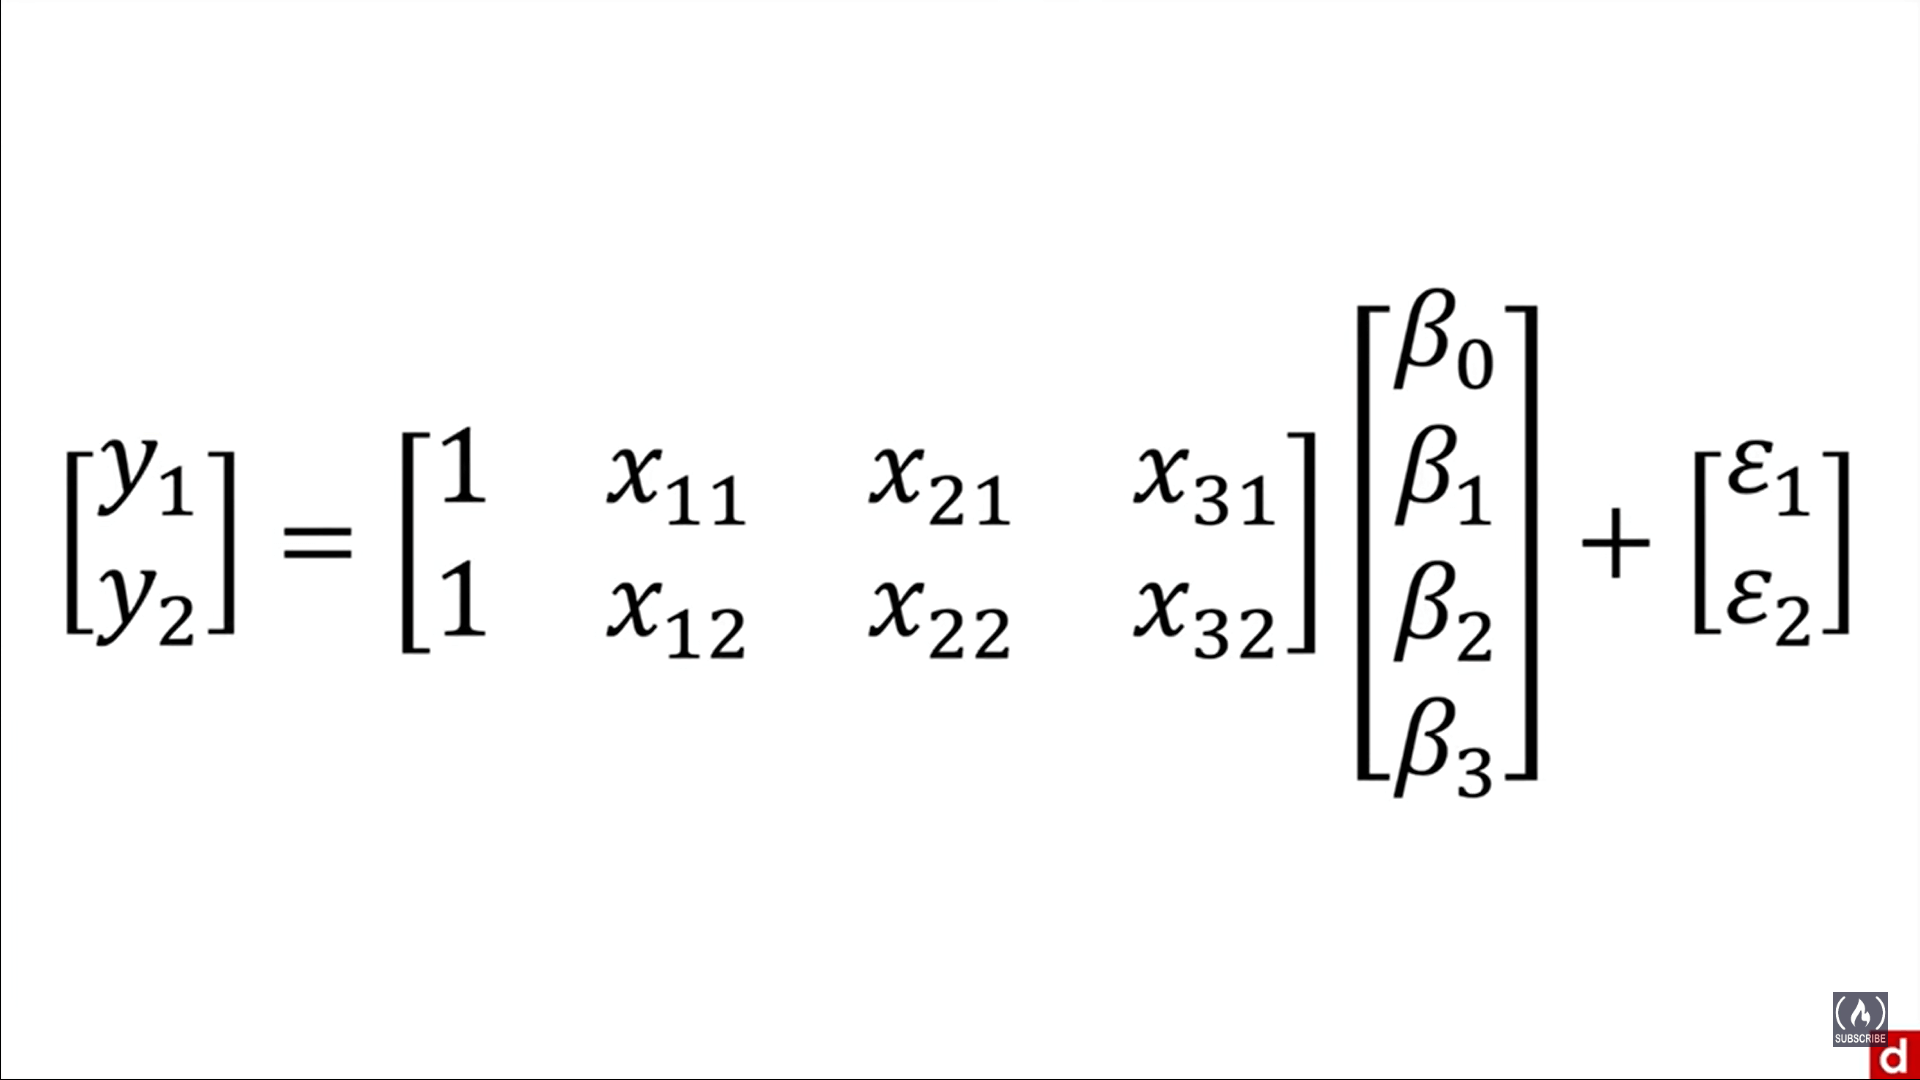 [y₁ y₂] = [1 x₁₁ x₂₁ x₃₁
1 x₁₂ x₂₂ x₃₂] [β₀ β₁ β₂ β₃] + [ε₁ ε₂]
SUBSCRIBE
d